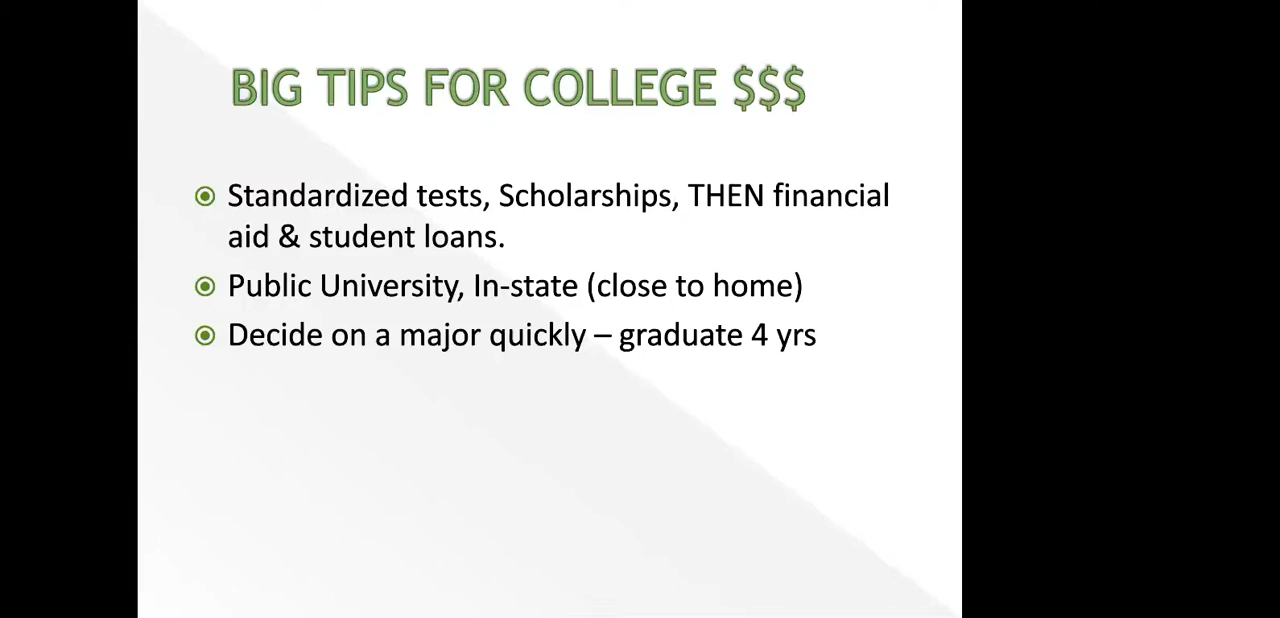 BIG TIPS FOR COLLEGE $$$
Standardized tests, Scholarships, THEN financial
aid & student loans.
Public University, In-state (close to home)
Decide on a major quickly – graduate 4 yrs